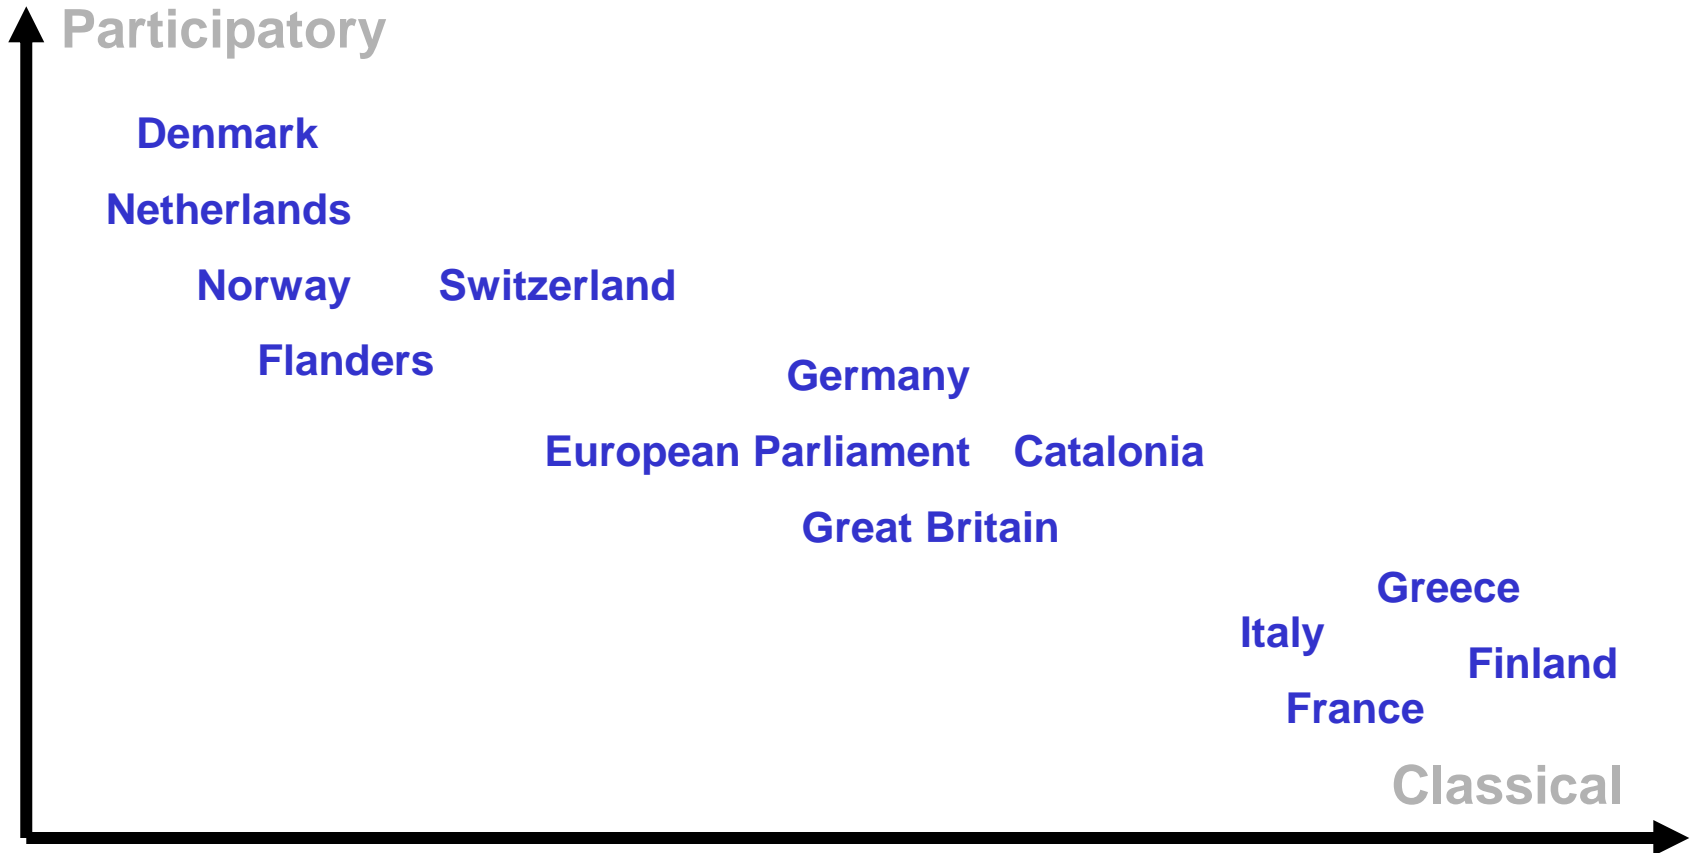 Participatory
Denmark
Netherlands
Norway Switzerland
Flanders
Germany
European Parliament Catalonia
Great Britain
Greece
Italy
Finland
France
Classical